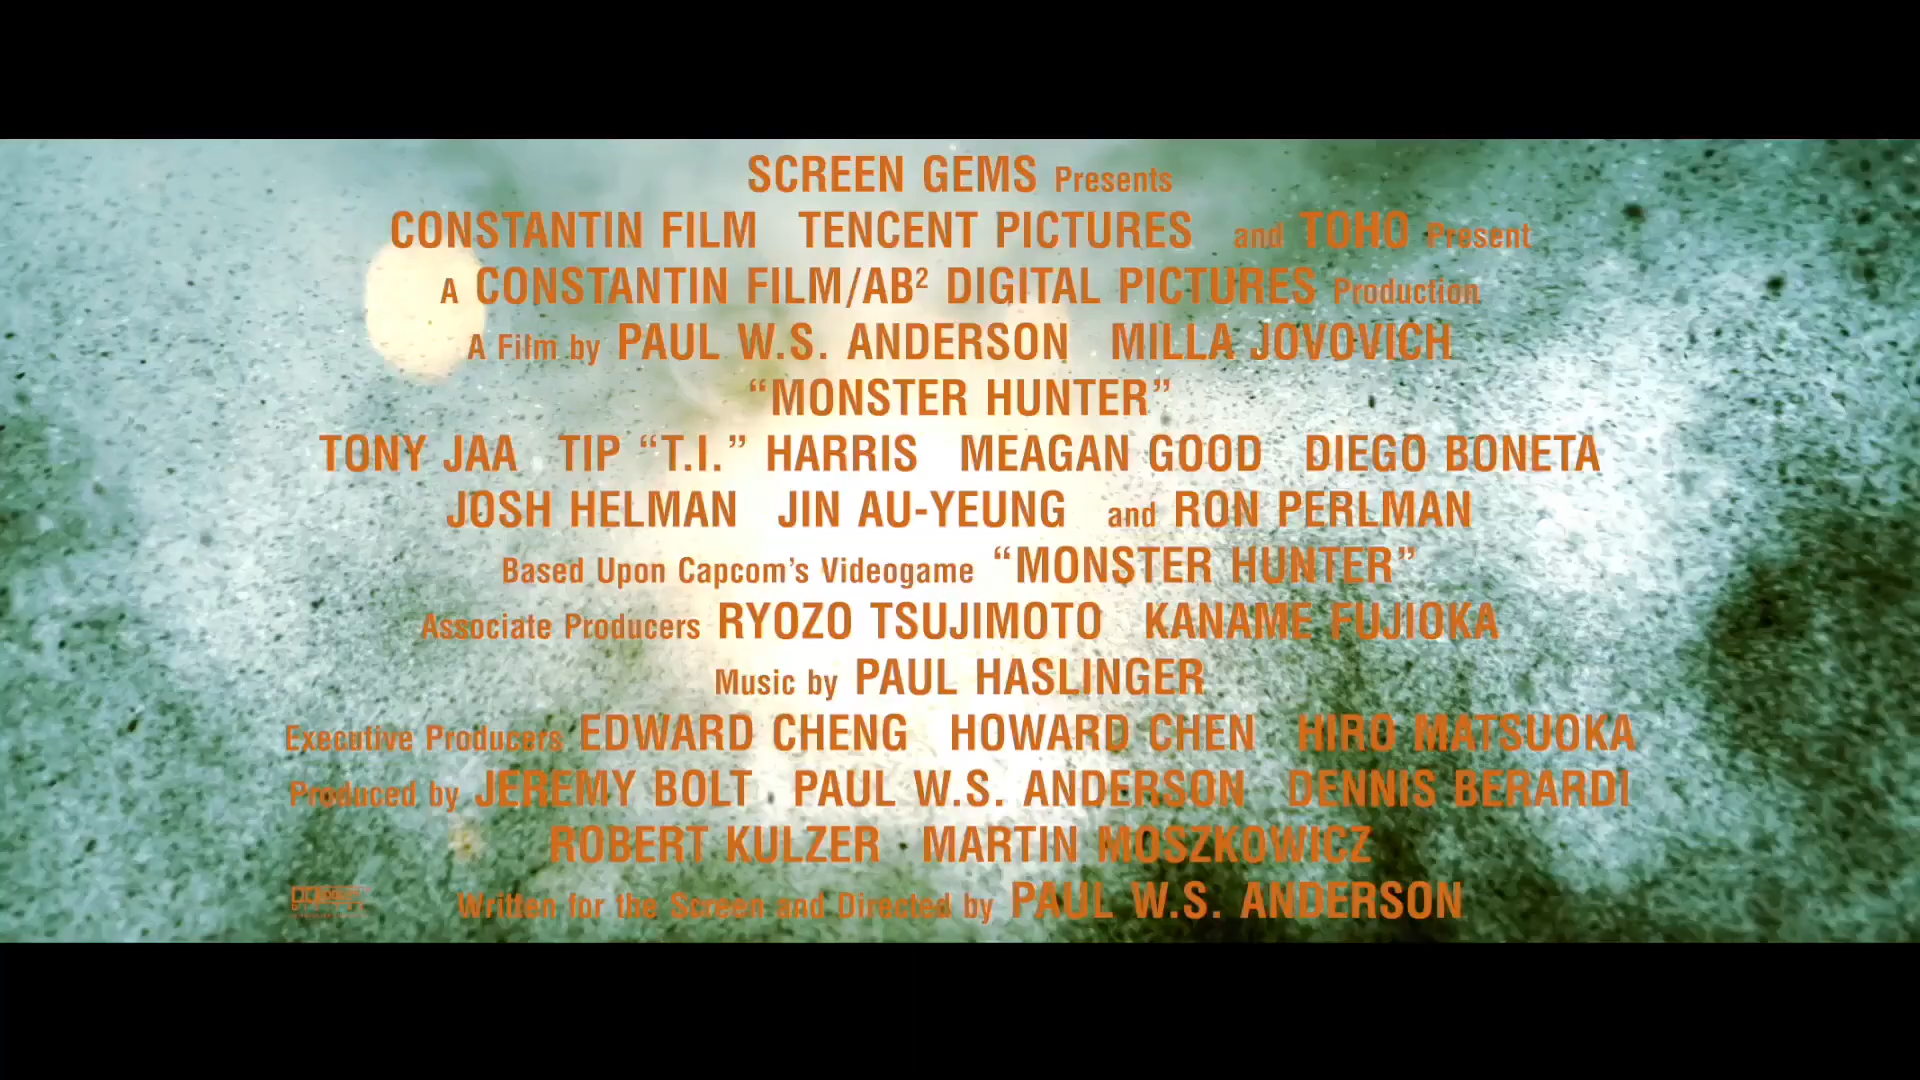 SCREEN GEMS Presents
CONSTANTIN FILM TENCENT PICTURES and TOHO Present
A CONSTANTIN FILM/AB² DIGITAL PICTURES Production
A Film by PAUL W.S. ANDERSON MILLA JOVOVICH
“MONSTER HUNTER”
TONY JAA TIP “T.I.” HARRIS MEAGAN GOOD DIEGO BONETA
JOSH HELMAN JIN AU-YEUNG and RON PERLMAN
Based Upon Capcom’s Videogame “MONSTER HUNTER”
Associate Producers RYOZO TSUJIMOTO KANAME FUJIOKA
Music by PAUL HASLINGER
Executive Producers EDWARD CHENG HOWARD CHEN HIRO MATSUOKA
Produced by JEREMY BOLT PAUL W.S. ANDERSON DENNIS BERARDI
ROBERT KULZER MARTIN MOSZKOWICZ
Written for the Screen and Directed by PAUL W.S. ANDERSON